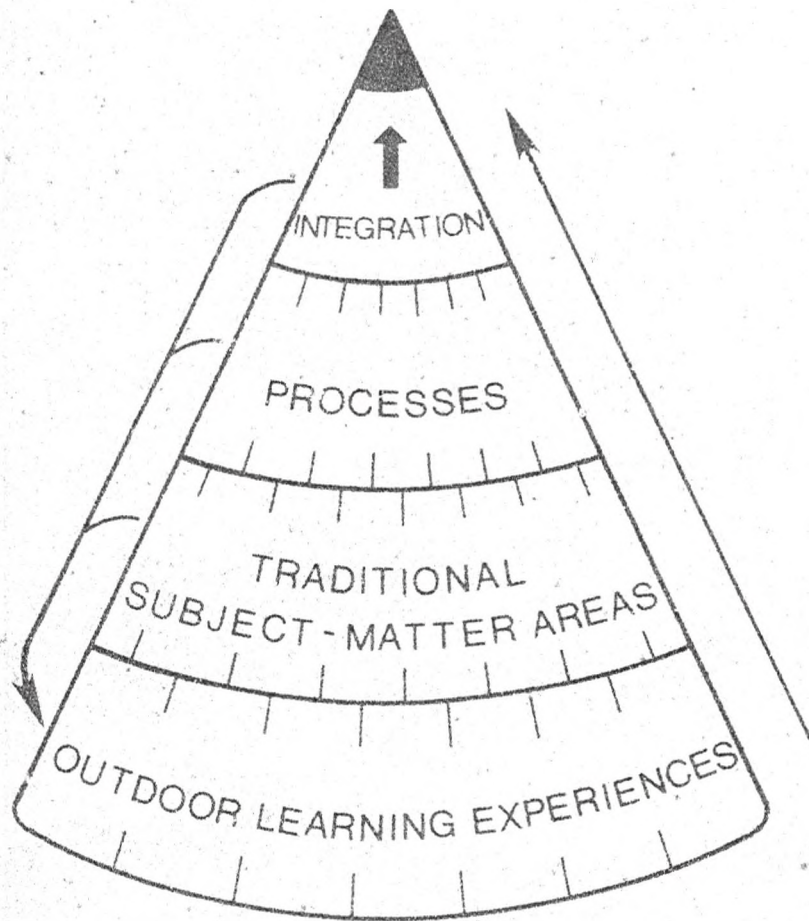 INTEGRATION
PROCESSES
TRADITIONAL
SUBJECT-MATTER AREAS
OUTDOOR LEARNING EXPERIENCES